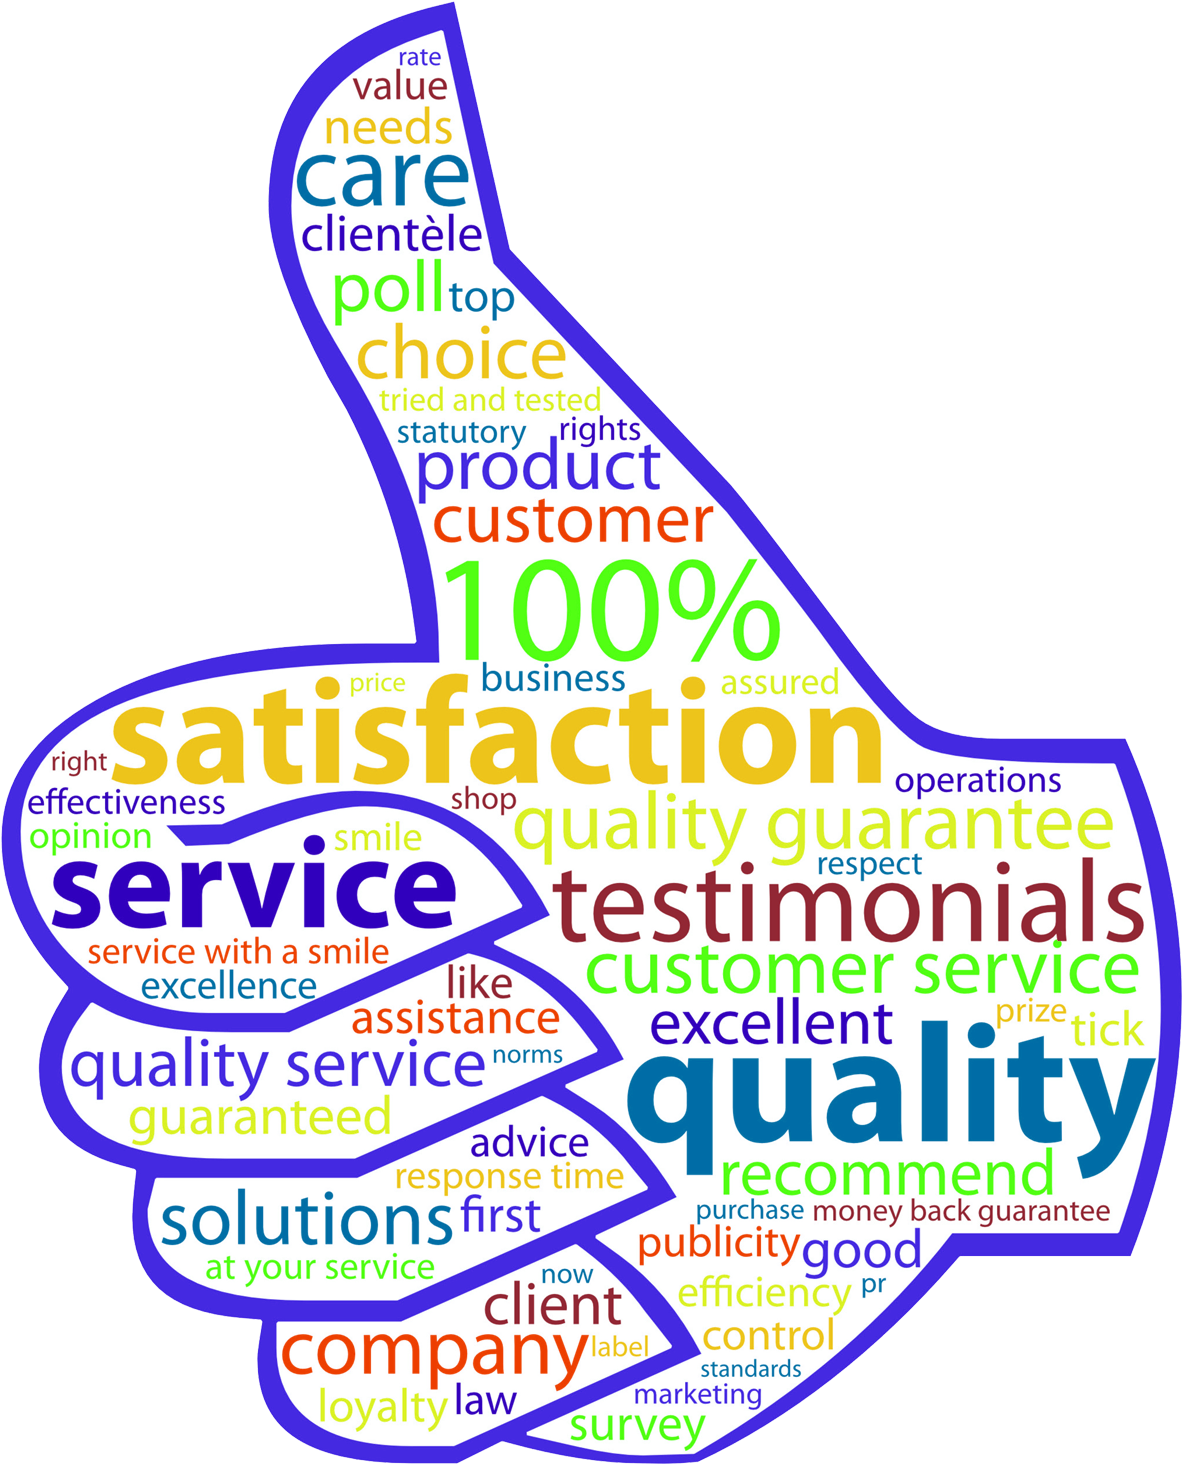 rate
value
needs
care
clientèle
poll top
choice
tried and tested
statutory rights
product
customer
100%
price business assured
satisfaction
right
operations
effectiveness shop
quality guarantee
opinion smile
respect
service
testimonials
service with a smile
customer service
excellence like
assistance excellent prize tick
quality service norms
quality
guaranteed
advice
response time recommend
solutions first
purchase money back guarantee
publicity good
at your service
now efficiency pr
client
company label control
standards
loyalty law marketing
survey